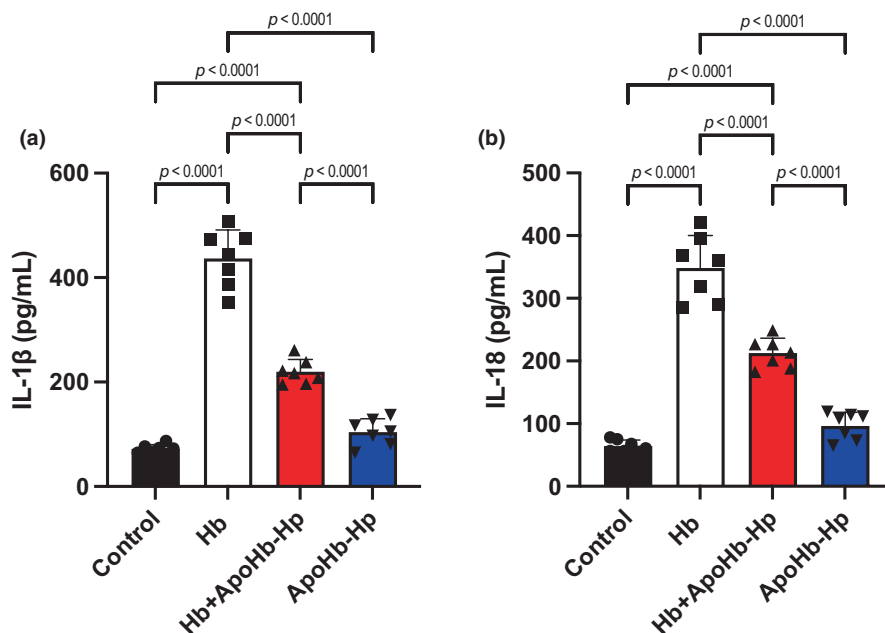 (a)
p < 0.0001
p < 0.0001
p < 0.0001
p < 0.0001
p < 0.0001
IL-1β (pg/mL)
600
400
200
0
Control
Hb
Hb+ApoHb-Hp
ApoHb-Hp
(b)
p < 0.0001
p < 0.0001
p < 0.0001
p < 0.0001
p < 0.0001
IL-18 (pg/mL)
500
400
300
200
100
0
Control
Hb
Hb+ApoHb-Hp
ApoHb-Hp